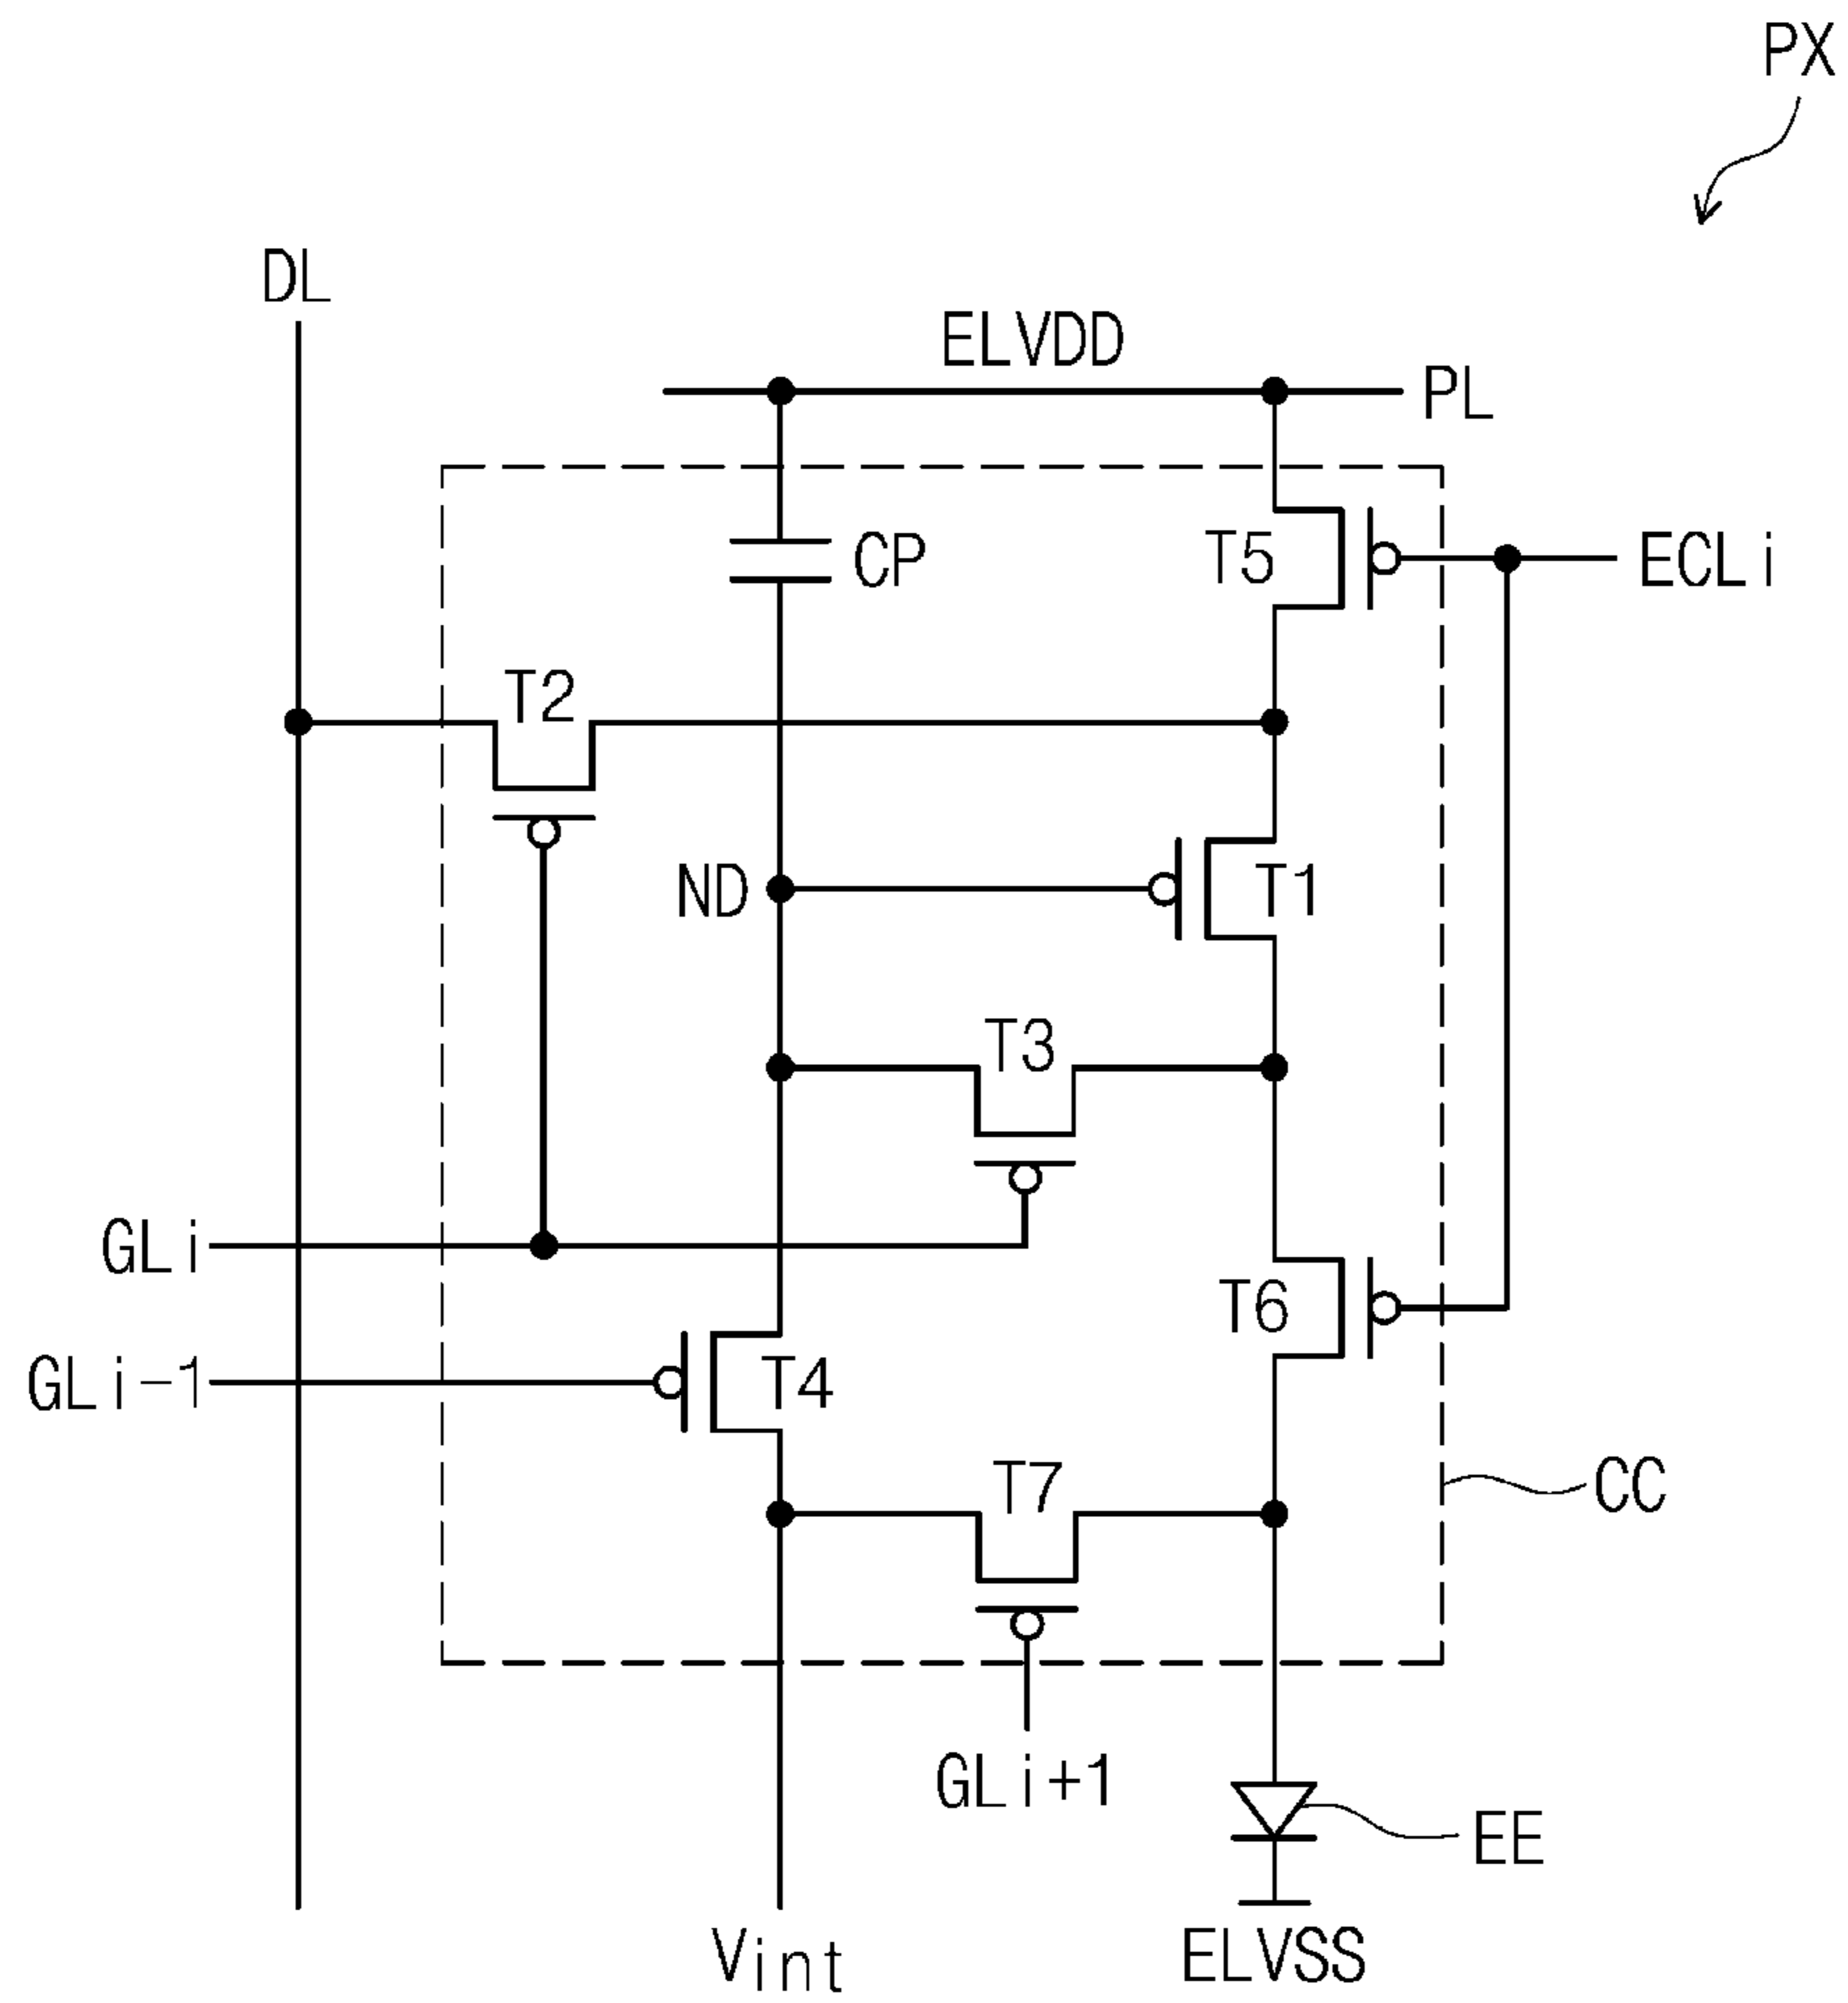 PX
DL
ELVDD
PL
CP
T5
ECLi
T2
ND
T1
T3
GLi
T6
GLi-1
T4
T7
CC
GLi+1
EE
Vint
ELVSS